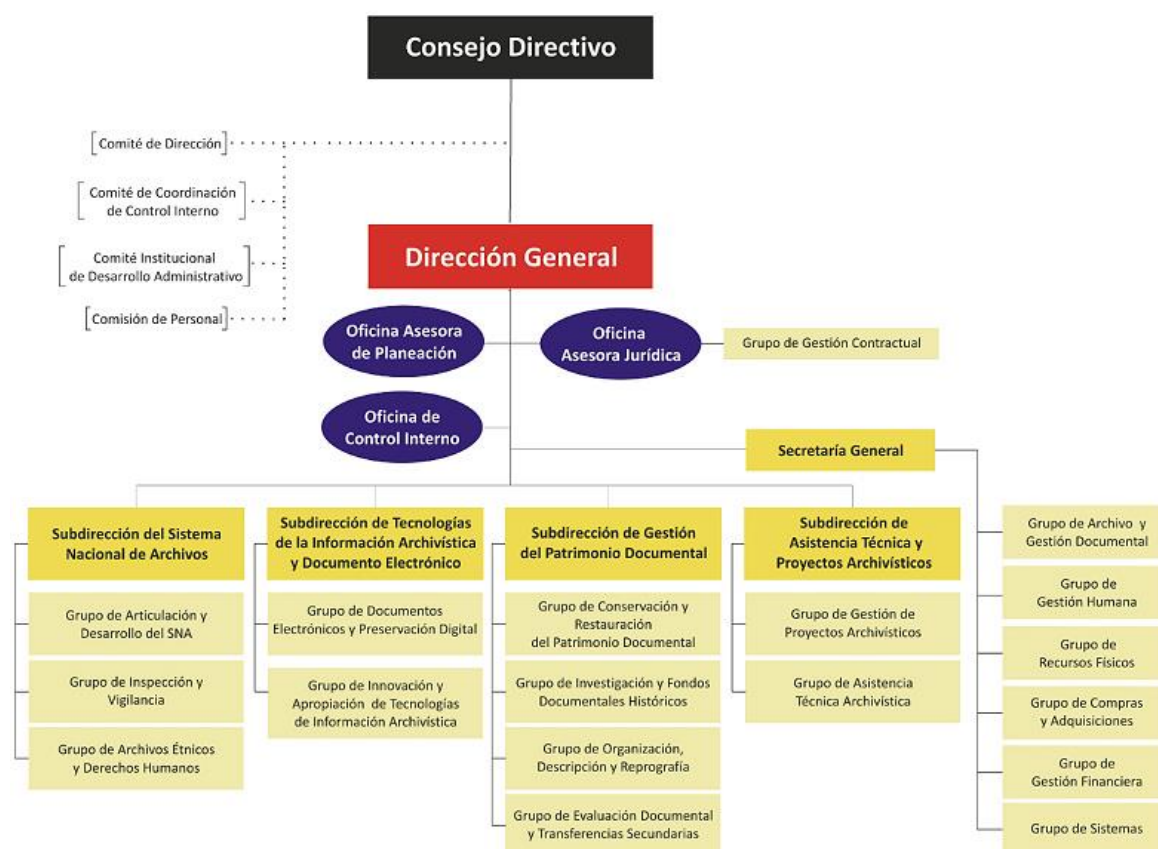 Consejo Directivo
[Comité de Dirección]
Comité de Coordinación
de Control Interno
Comité Institucional
de Desarrollo Administrativo
[Comisión de Personal]
Dirección General
Oficina Asesora
de Planeación
Oficina
Asesora Jurídica
Grupo de Gestión Contractual
Oficina de
Control Interno
Secretaría General
Subdirección del Sistema
Nacional de Archivos
Grupo de Articulación y
Desarrollo del SNA
Grupo de Inspección y
Vigilancia
Grupo de Archivos Étnicos
y Derechos Humanos
Subdirección de Tecnologías
de la Información Archivística
y Documento Electrónico
Grupo de Documentos
Electrónicos y Preservación Digital
Grupo de Innovación y
Apropiación de Tecnologías
de Información Archivística
Subdirección de Gestión
del Patrimonio Documental
Grupo de Conservación y
Restauración
del Patrimonio Documental
Grupo de Investigación y Fondos
Documentales Históricos
Grupo de Organización,
Descripción y Reprografía
Grupo de Evaluación Documental
y Transferencias Secundarias
Subdirección de
Asistencia Técnica y
Proyectos Archivísticos
Grupo de Gestión de
Proyectos Archivísticos
Grupo de Asistencia
Técnica Archivística
Grupo de Archivo y
Gestión Documental
Grupo de
Gestión Humana
Grupo de
Recursos Físicos
Grupo de Compras
y Adquisiciones
Grupo de
Gestión Financiera
Grupo de Sistemas